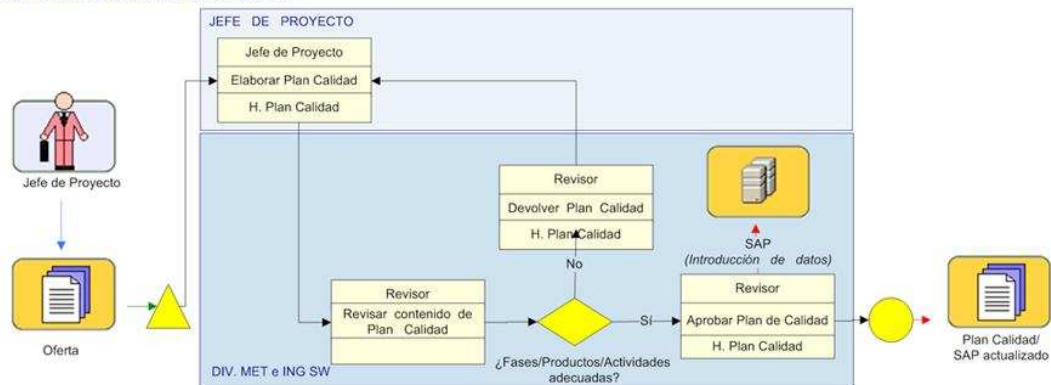 JEFE DE PROYECTO
Jefe de Proyecto
Elaborar Plan Calidad
H. Plan Calidad
Jefe de Proyecto
Oferta
Revisor
Devolver Plan Calidad
H. Plan Calidad
No
SAP
(Introducción de datos)
Revisor
Revisar contenido de
Plan Calidad
¿Fases/Productos/Actividades
adecuadas?
SÍ
Revisor
Aprobar Plan de Calidad
H. Plan Calidad
Plan Calidad/
SAP actualizado
DIV. MET e ING SW